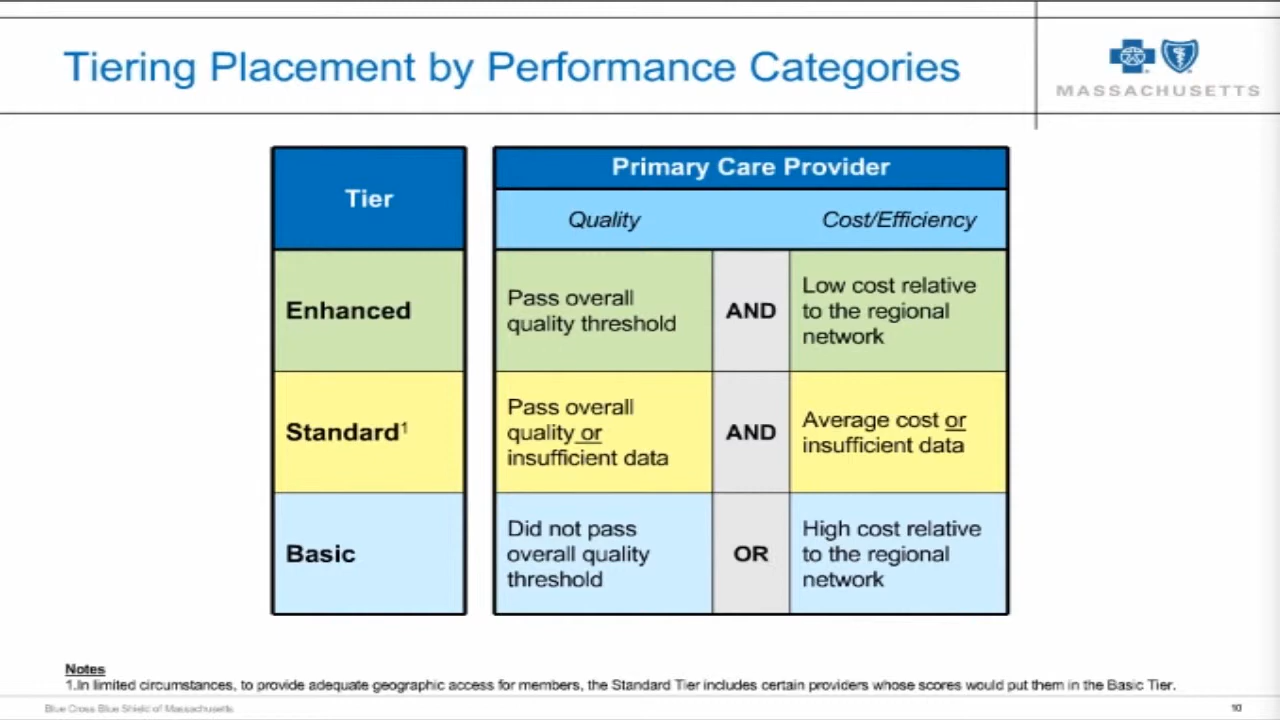 Tiering Placement by Performance Categories
MASSACHUSETTS
Tier
Primary Care Provider
Quality
Cost/Efficiency
Enhanced
Pass overall
quality threshold
AND
Low cost relative
to the regional
network
Standard¹
Pass overall
quality or
insufficient data
AND
Average cost or
insufficient data
Basic
Did not pass
overall quality
threshold
OR
High cost relative
to the regional
network
Notes
1.In limited circumstances, to provide adequate geographic access for members, the Standard Tier includes certain providers whose scores would put them in the Basic Tier.
Blue Cross Blue Shield of Massachusetts
10